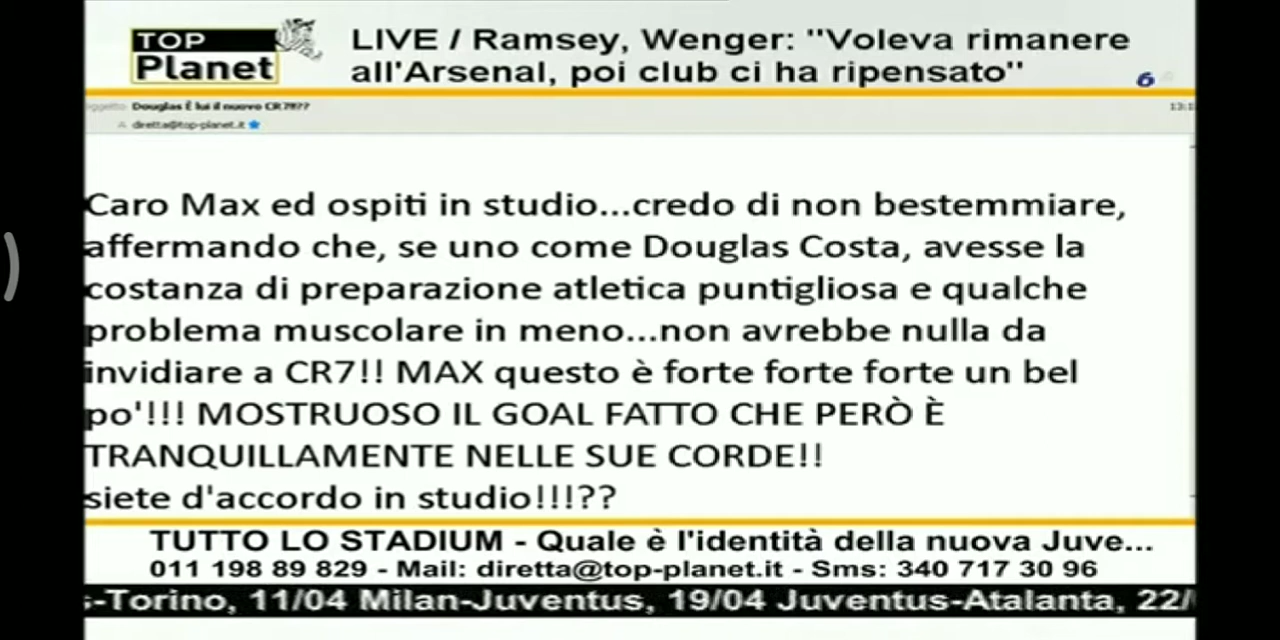 TOP
Planet
LIVE / Ramsey, Wenger: "Voleva rimanere
all'Arsenal, poi club ci ha ripensato"
6
Douglas È lui il nuovo CR7!!??
13:1
A diretta@top-planet.it
Caro Max ed ospiti in studio...credo di non bestemmiare,
affermando che, se uno come Douglas Costa, avesse la
costanza di preparazione atletica puntigliosa e qualche
problema muscolare in meno...non avrebbe nulla da
invidiare a CR7!! MAX questo è forte forte forte un bel
po'!!! MOSTRUOSO IL GOAL FATTO CHE PERÒ È
TRANQUILLAMENTE NELLE SUE CORDE!!
siete d'accordo in studio!!!??
TUTTO LO STADIUM - Quale è l'identità della nuova Juve...
011 198 89 829 - Mail: diretta@top-planet.it - Sms: 340 717 30 96
s-Torino, 11/04 Milan-Juventus, 19/04 Juventus-Atalanta, 22/